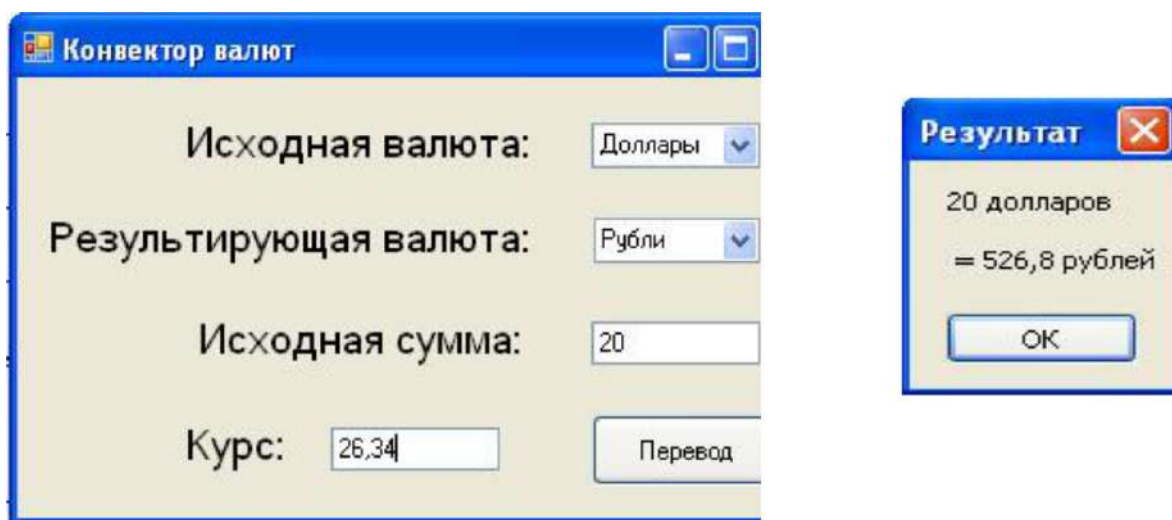 Конвектор валют
Исходная валюта: Доллары
Результирующая валюта: Рубли
Исходная сумма: 20
Курс: 26,34 Перевод
Результат
20 долларов
= 526,8 рублей
OK